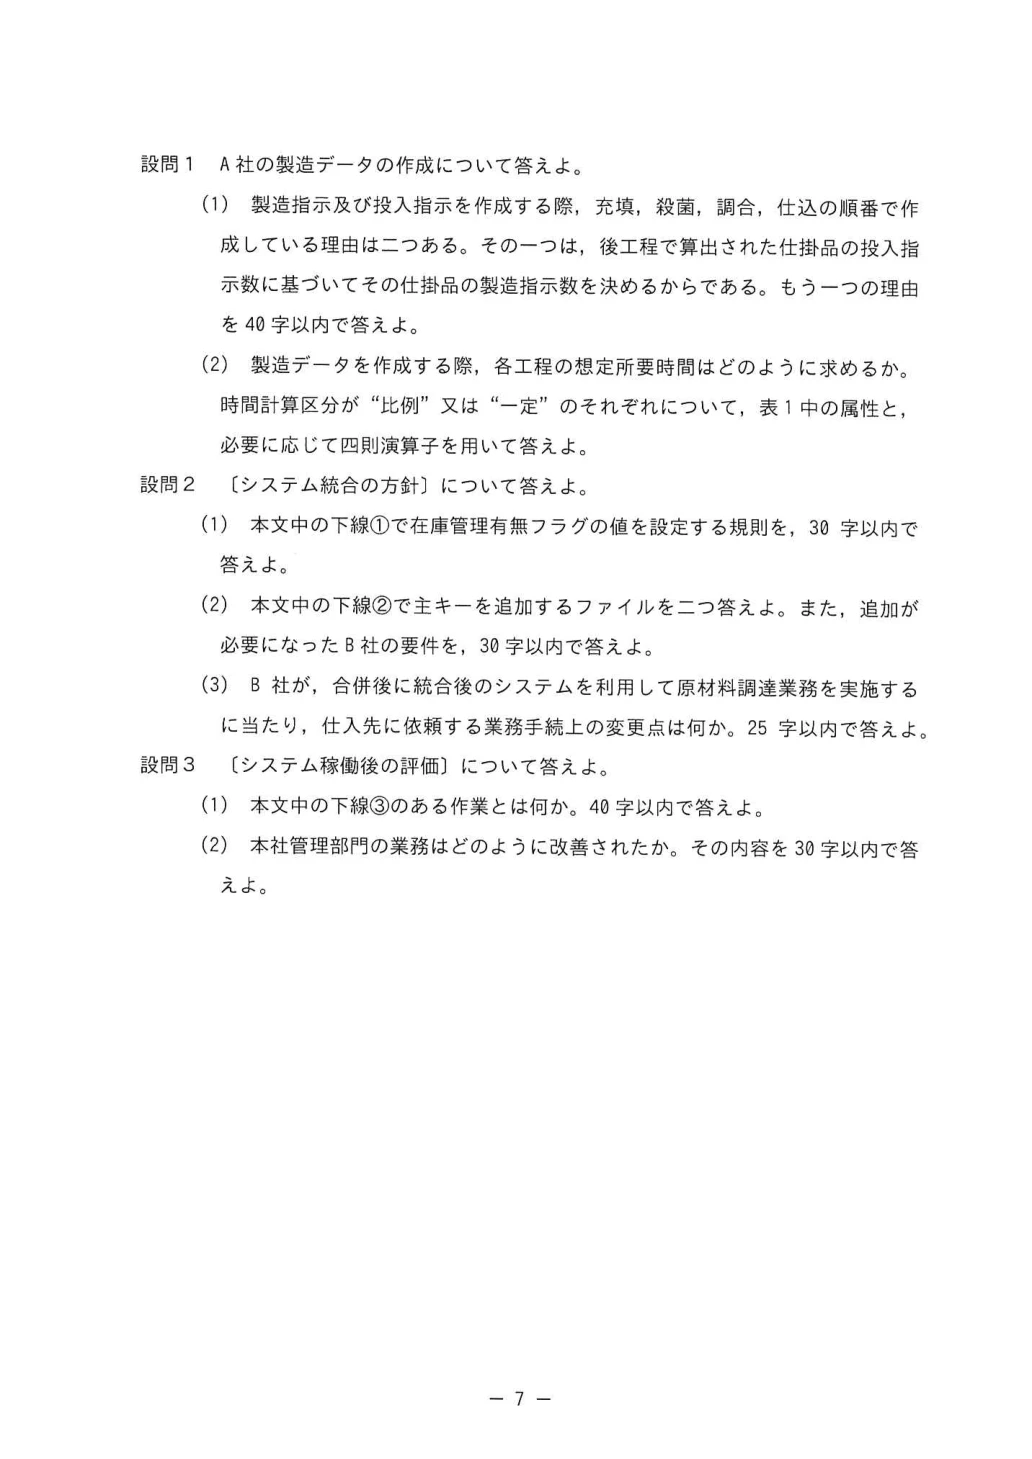 設問1 A社の製造データの作成について答えよ。
(1) 製造指示及び投入指示を作成する際，充填，殺菌，調合，仕込の順番で作
成している理由は二つある。その一つは，後工程で算出された仕掛品の投入指
示数に基づいてその仕掛品の製造指示数を決めるからである。もう一つの理由
を 40 字以内で答えよ。
(2) 製造データを作成する際，各工程の想定所要時間はどのように求めるか。
時間計算区分が“比例”又は“一定”のそれぞれについて，表1中の属性と，
必要に応じて四則演算子を用いて答えよ。
設問2 〔システム統合の方針〕について答えよ。
(1) 本文中の下線①で在庫管理有無フラグの値を設定する規則を，30 字以内で
答えよ。
(2) 本文中の下線②で主キーを追加するファイルを二つ答えよ。また，追加が
必要になった B 社の要件を，30 字以内で答えよ。
(3) B 社が，合併後に統合後のシステムを利用して原材料調達業務を実施する
に当たり，仕入先に依頼する業務手続上の変更点は何か。25 字以内で答えよ。
設問3 〔システム稼働後の評価〕について答えよ。
(1) 本文中の下線③のある作業とは何か。40 字以内で答えよ。
(2) 本社管理部門の業務はどのように改善されたか。その内容を 30 字以内で答
えよ。
－ 7 －